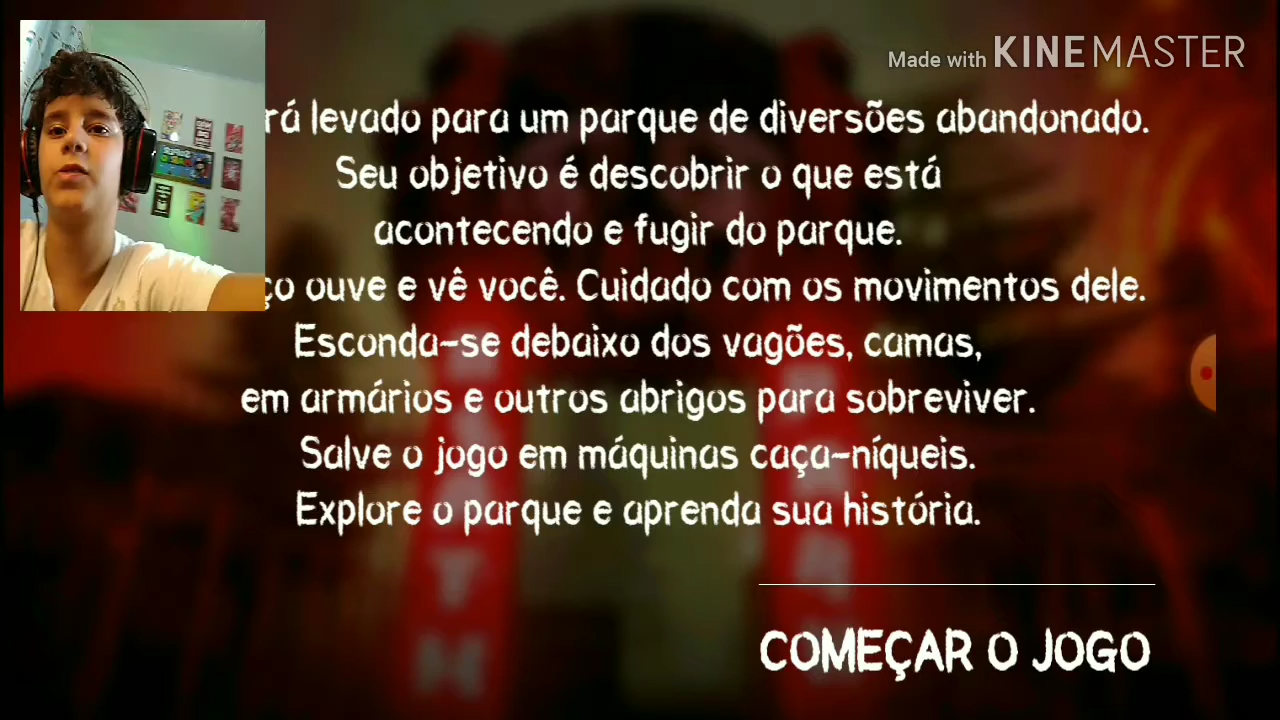 Made with KINEMASTER
rá levado para um parque de diversões abandonado.
Seu objetivo é descobrir o que está
acontecendo e fugir do parque.
ço ouve e vê você. Cuidado com os movimentos dele.
Esconda-se debaixo dos vagões, camas,
em armários e outros abrigos para sobreviver.
Salve o jogo em máquinas caça-níqueis.
Explore o parque e aprenda sua história.
COMEÇAR O JOGO